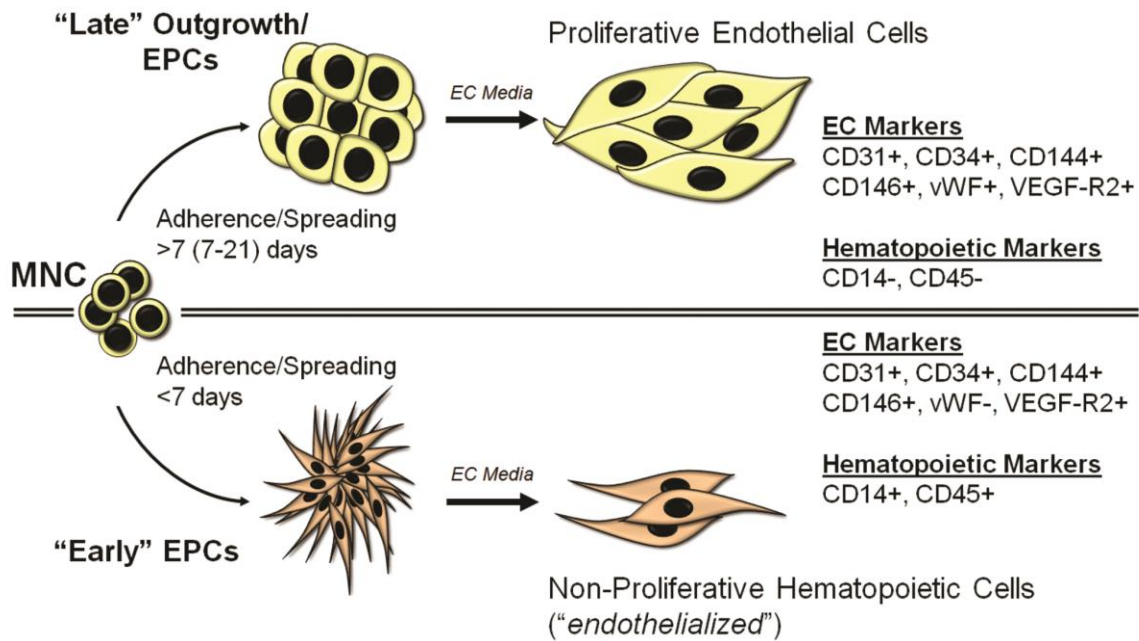 “Late” Outgrowth/
EPCs
Proliferative Endothelial Cells
EC Media
EC Markers
CD31+, CD34+, CD144+
CD146+, vWF+, VEGF-R2+
Adherence/Spreading
>7 (7-21) days
Hematopoietic Markers
CD14-, CD45-
MNC
Adherence/Spreading
<7 days
EC Markers
CD31+, CD34+, CD144+
CD146+, vWF-, VEGF-R2+
EC Media
Hematopoietic Markers
CD14+, CD45+
“Early” EPCs
Non-Proliferative Hematopoietic Cells
(“endothelialized”)